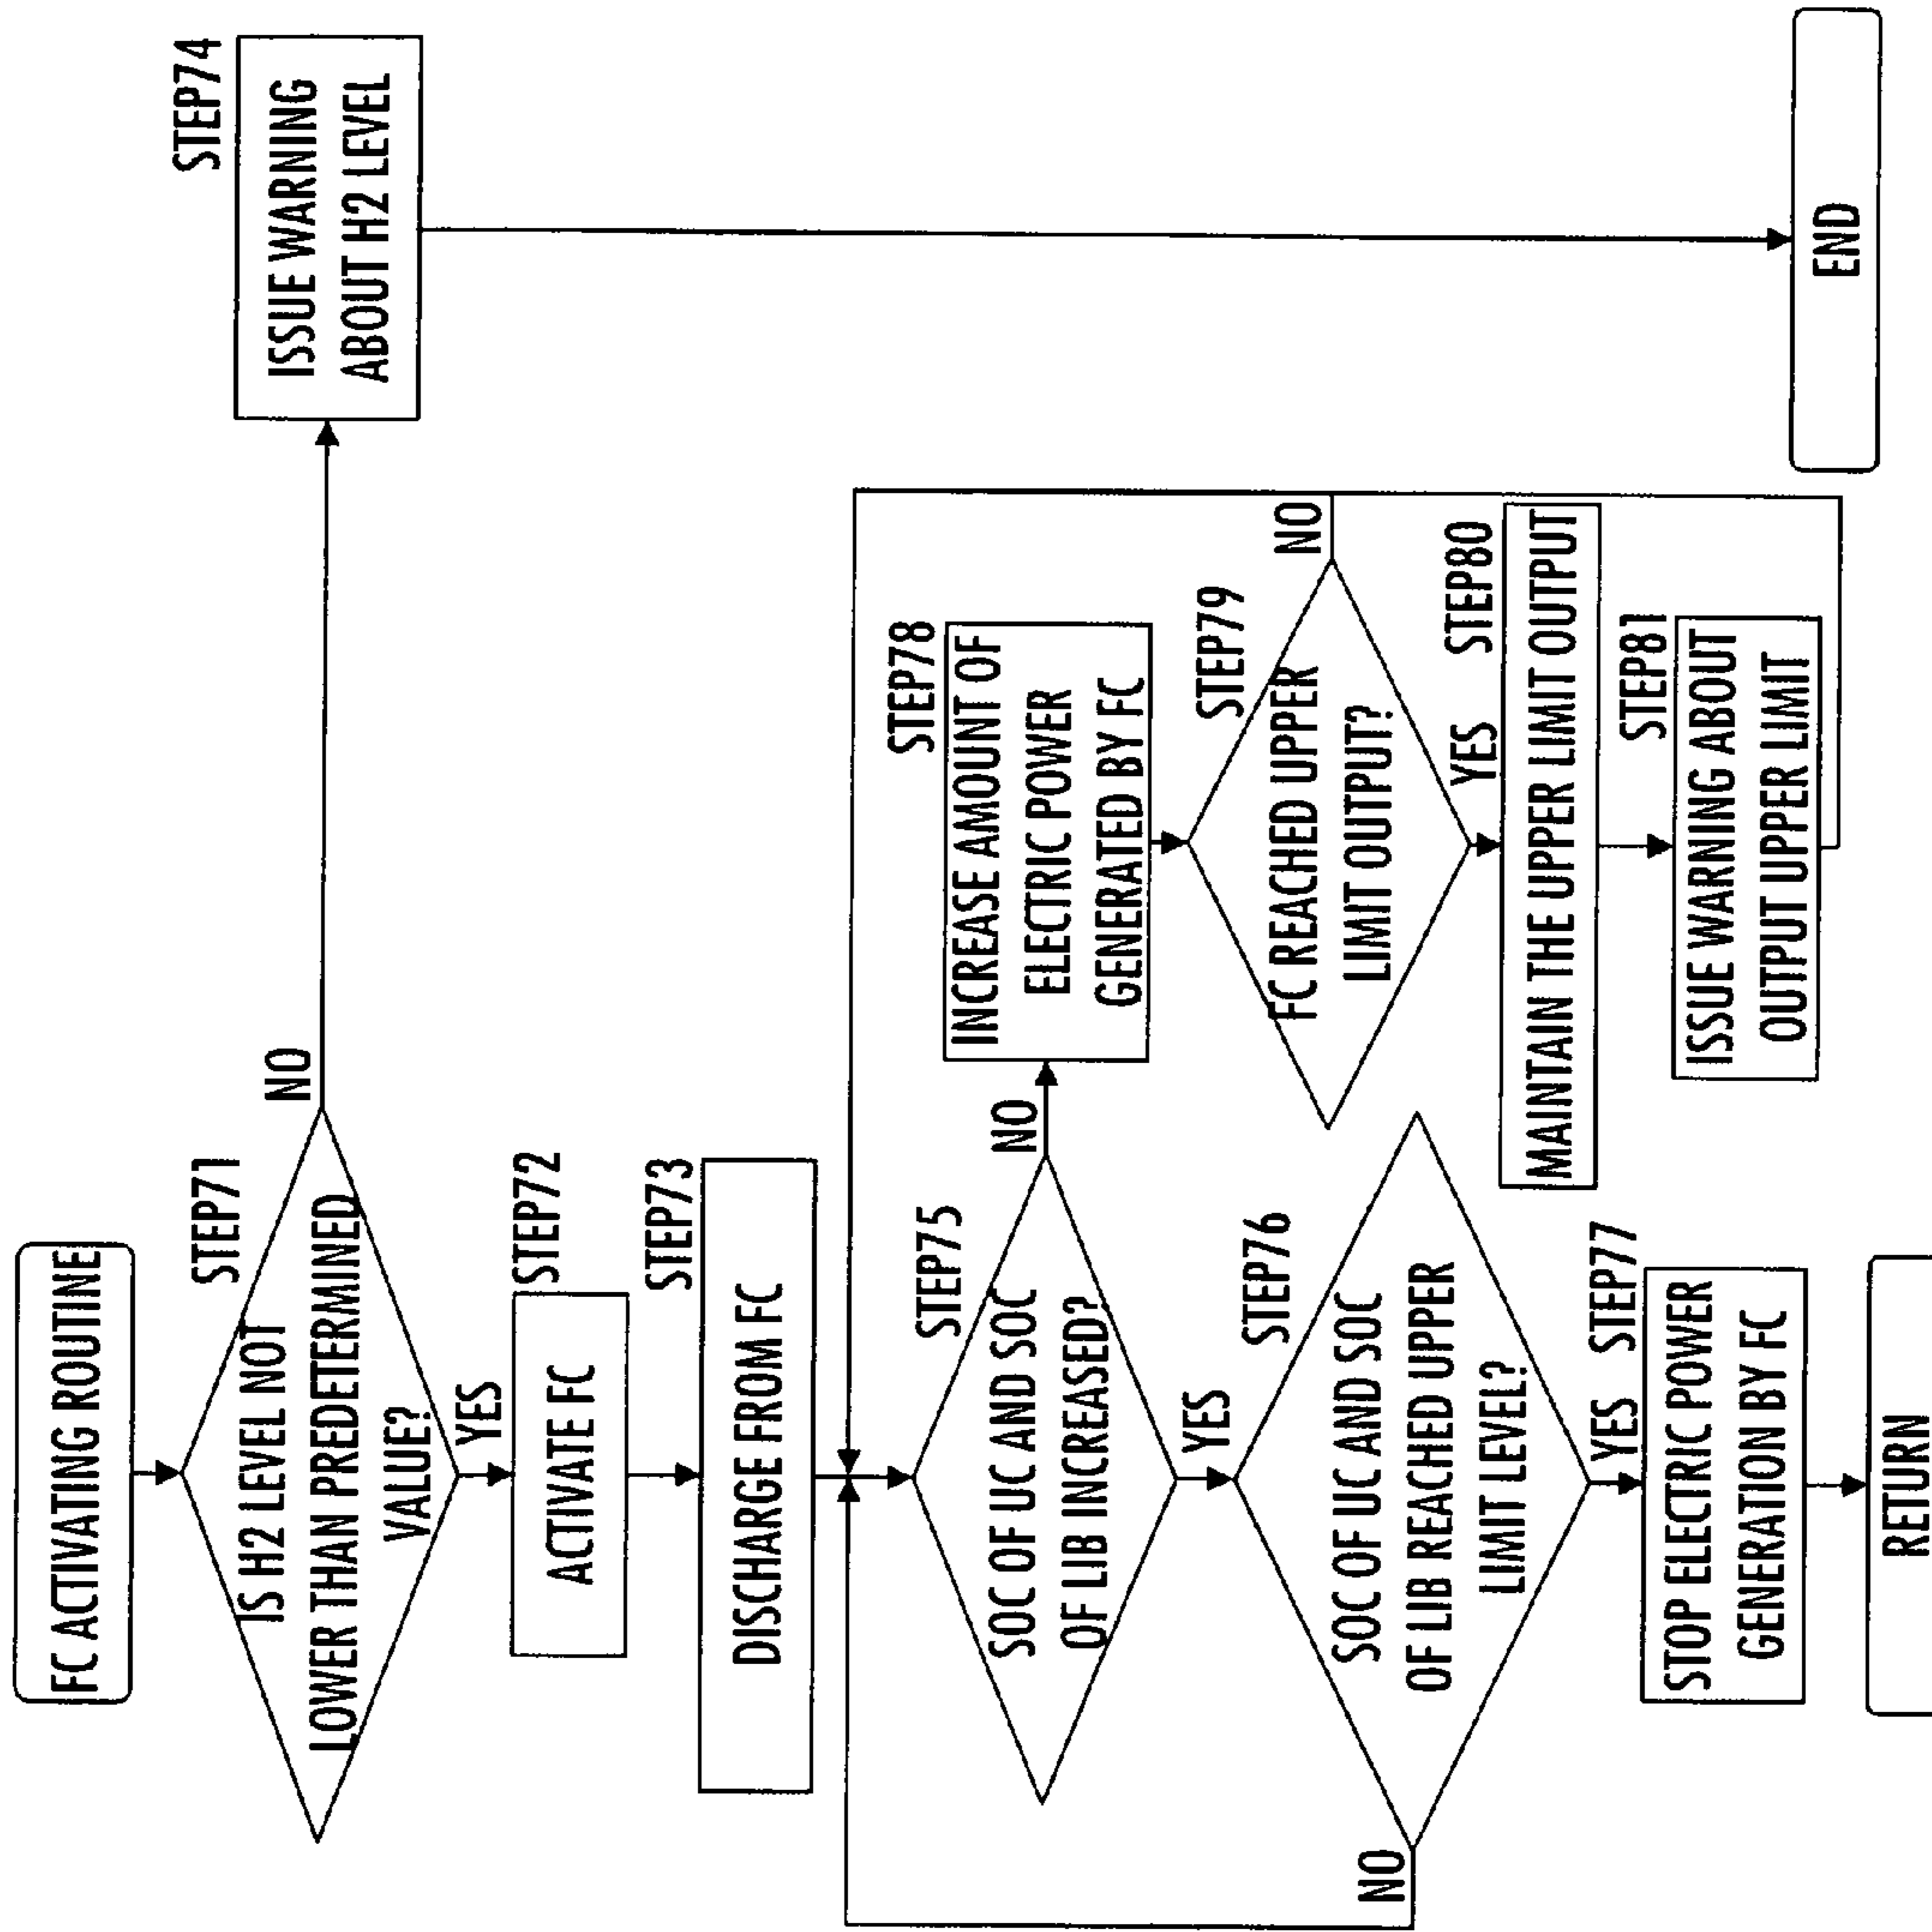 FC ACTIVATING ROUTINE
STEP71
IS H2 LEVEL NOT
LOWER THAN PREDETERMINED
VALUE?
NO
YES
STEP74
ISSUE WARNING
ABOUT H2 LEVEL
STEP72
ACTIVATE FC
STEP73
DISCHARGE FROM FC
STEP75
SOC OF UC AND SOC
OF LIB INCREASED?
NO
YES
STEP78
INCREASE AMOUNT OF
ELECTRIC POWER
GENERATED BY FC
STEP79
FC REACHED UPPER
LIMIT OUTPUT?
NO
YES
STEP76
SOC OF UC AND SOC
OF LIB REACHED UPPER
LIMIT LEVEL?
NO
YES
STEP80
MAINTAIN THE UPPER LIMIT OUTPUT
STEP77
STOP ELECTRIC POWER
GENERATION BY FC
STEP81
ISSUE WARNING ABOUT
OUTPUT UPPER LIMIT
RETURN
END